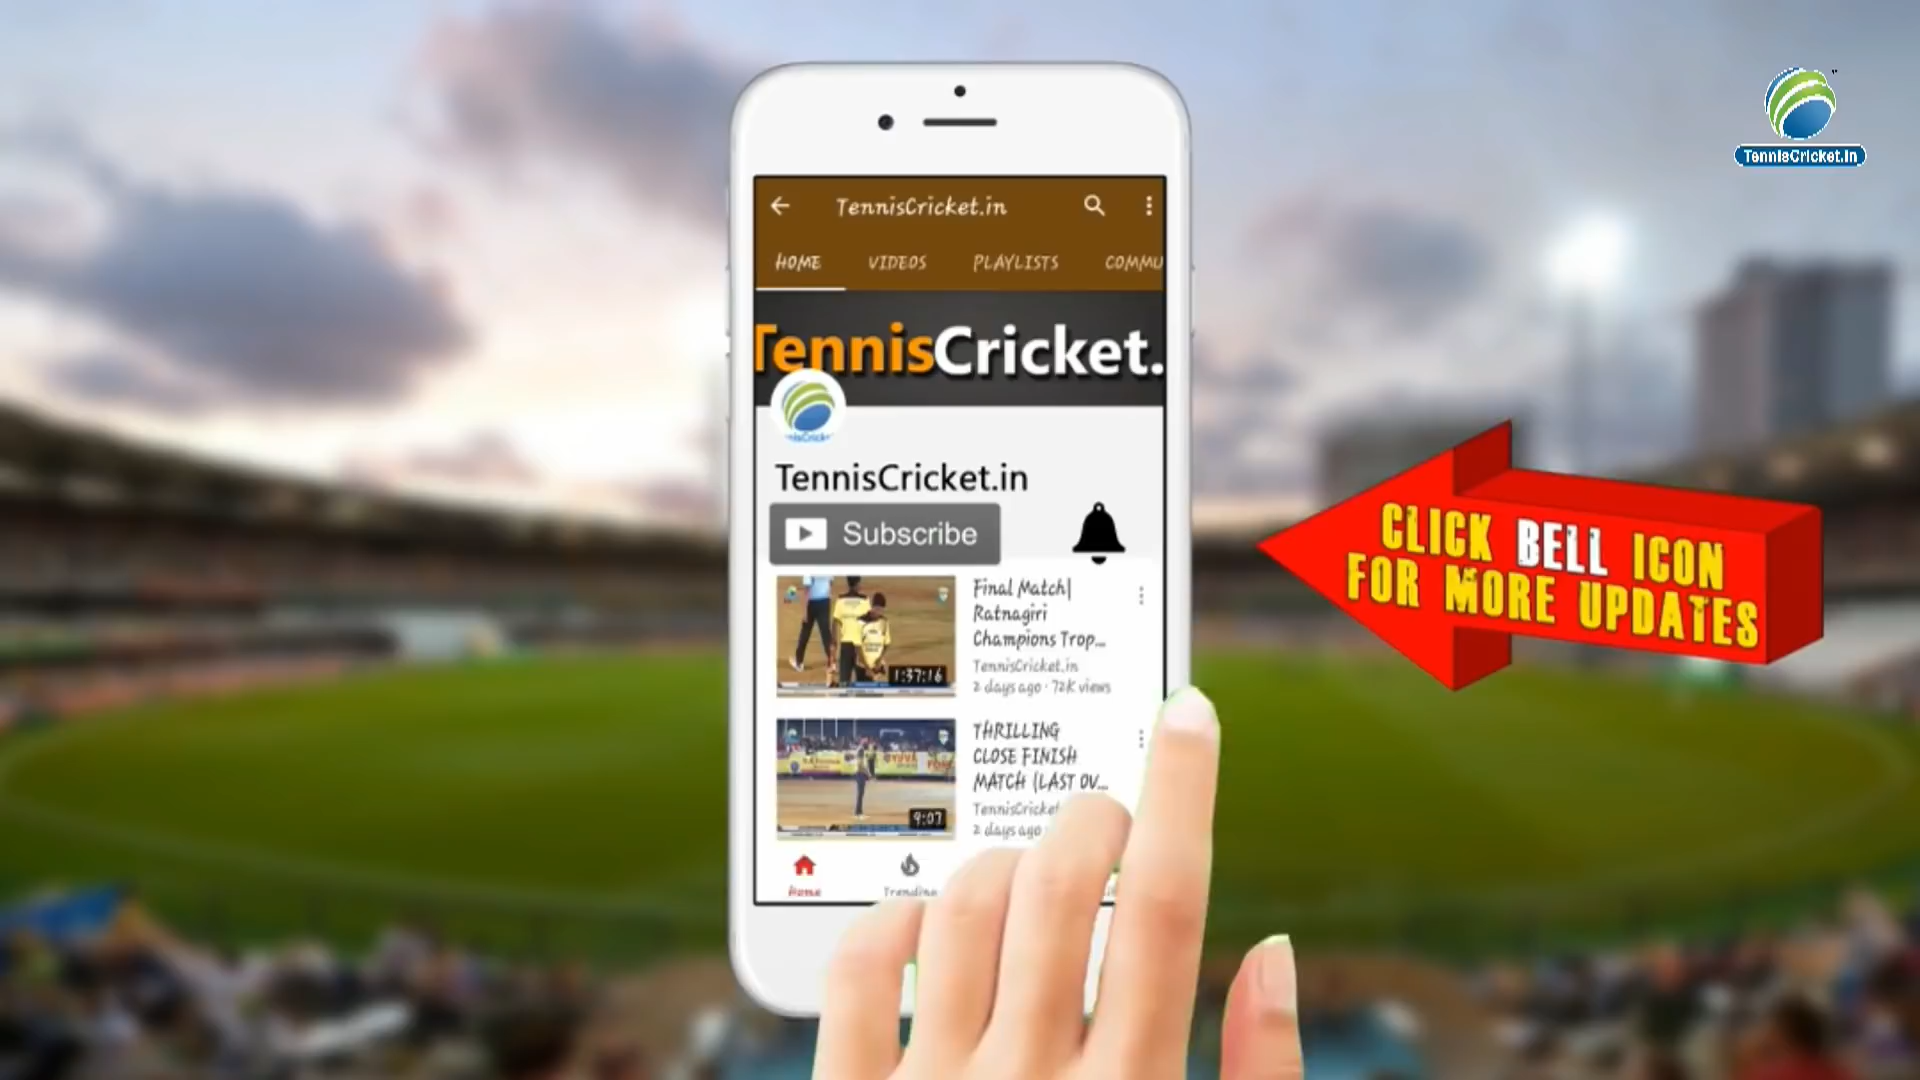 TennisCricket.in
TennisCricket.in
HOME VIDEOS PLAYLISTS COMMU
TennisCricket.
TennisCricket.in
Subscribe
CLICK BELL ICON
FOR MORE UPDATES
Final Match|
Ratnagiri
Champions Trop...
TennisCricket.in
2 days ago · 72K views
1:37:16
THRILLING
CLOSE FINISH
MATCH (LAST OV...
TennisCricket
2 days ago
9:07
Home Trending